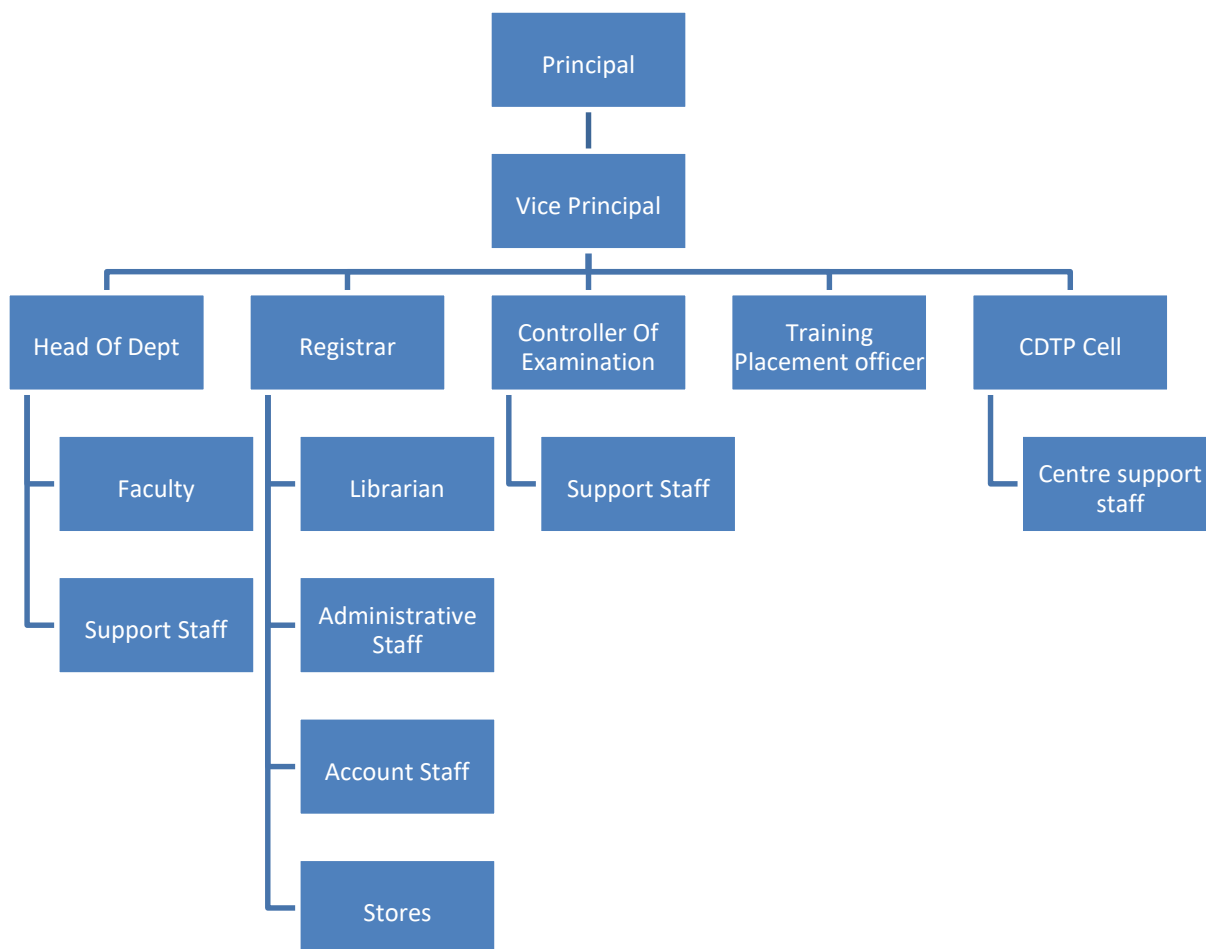 Principal
Vice Principal
Head Of Dept
Registrar
Controller Of
Examination
Training
Placement officer
CDTP Cell
Faculty
Librarian
Support Staff
Centre support
staff
Support Staff
Administrative
Staff
Account Staff
Stores